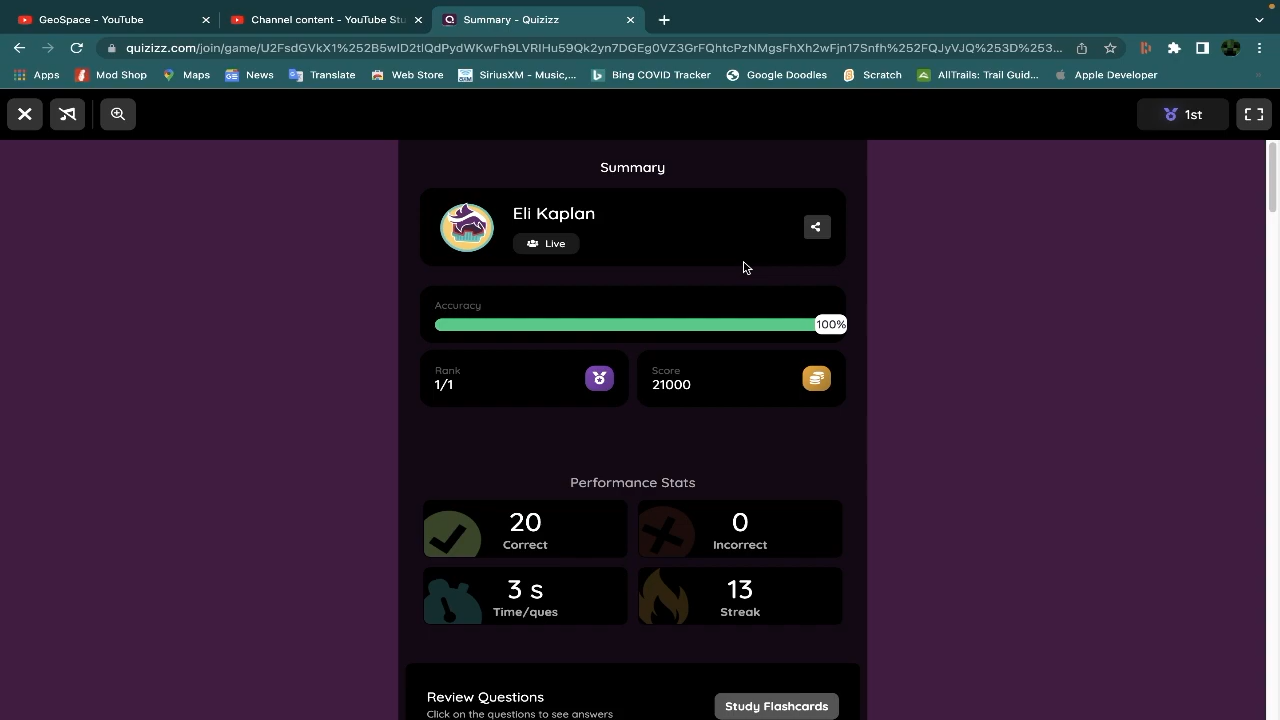 GeoSpace - YouTube
Channel content - YouTube Stu
Summary - Quizizz
quizizz.com/join/game/U2FsdGVkX1%252B5wID2tlQdPydWKwFh9LVRlHu59Qk2yn7DGEg0VZ3GrFQhtcPzNMgsFhXh2wFjn17Snfh%252FQJyVJQ%253D%253...
Apps Mod Shop Maps News Translate Web Store SiriusXM - Music,... Bing COVID Tracker Google Doodles Scratch AllTrails: Trail Guid... Apple Developer
1st
Summary
Eli Kaplan
Live
Accuracy
100%
Rank
1/1
Score
21000
Performance Stats
20
Correct
0
Incorrect
3 s
Time/ques
13
Streak
Review Questions
Click on the questions to see answers
Study Flashcards